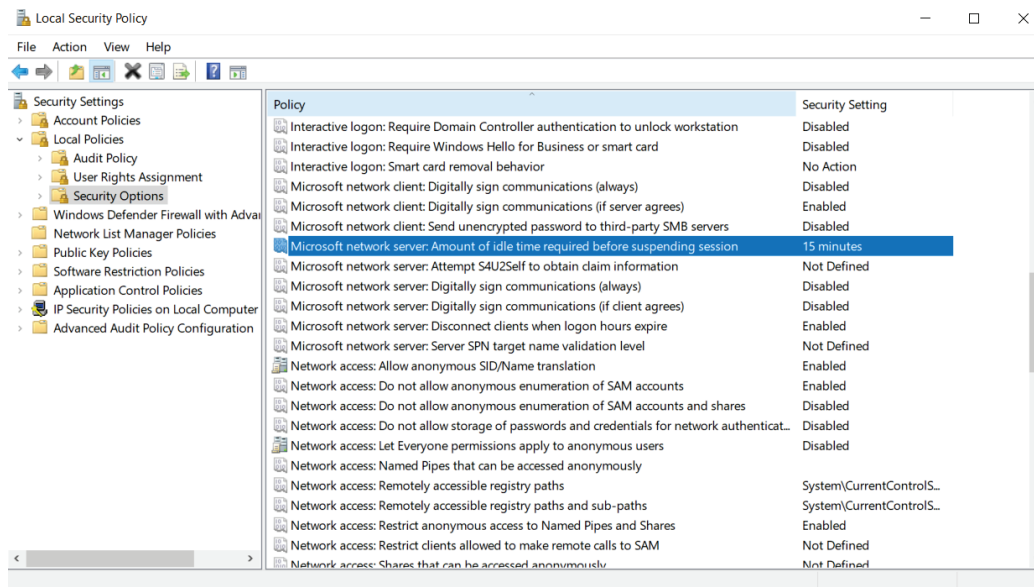 Local Security Policy
File Action View Help
Security Settings
Account Policies
Local Policies
Audit Policy
User Rights Assignment
Security Options
Windows Defender Firewall with Advan
Network List Manager Policies
Public Key Policies
Software Restriction Policies
Application Control Policies
IP Security Policies on Local Computer
Advanced Audit Policy Configuration
Policy Security Setting
Interactive logon: Require Domain Controller authentication to unlock workstation Disabled
Interactive logon: Require Windows Hello for Business or smart card Disabled
Interactive logon: Smart card removal behavior No Action
Microsoft network client: Digitally sign communications (always) Disabled
Microsoft network client: Digitally sign communications (if server agrees) Enabled
Microsoft network client: Send unencrypted password to third-party SMB servers Disabled
Microsoft network server: Amount of idle time required before suspending session 15 minutes
Microsoft network server: Attempt S4U2Self to obtain claim information Not Defined
Microsoft network server: Digitally sign communications (always) Disabled
Microsoft network server: Digitally sign communications (if client agrees) Disabled
Microsoft network server: Disconnect clients when logon hours expire Enabled
Microsoft network server: Server SPN target name validation level Not Defined
Network access: Allow anonymous SID/Name translation Enabled
Network access: Do not allow anonymous enumeration of SAM accounts Enabled
Network access: Do not allow anonymous enumeration of SAM accounts and shares Disabled
Network access: Do not allow storage of passwords and credentials for network authenticat... Disabled
Network access: Let Everyone permissions apply to anonymous users Disabled
Network access: Named Pipes that can be accessed anonymously
Network access: Remotely accessible registry paths System\CurrentControlS...
Network access: Remotely accessible registry paths and sub-paths System\CurrentControlS...
Network access: Restrict anonymous access to Named Pipes and Shares Enabled
Network access: Restrict clients allowed to make remote calls to SAM Not Defined
Network access: Shares that can be accessed anonymously Not Defined